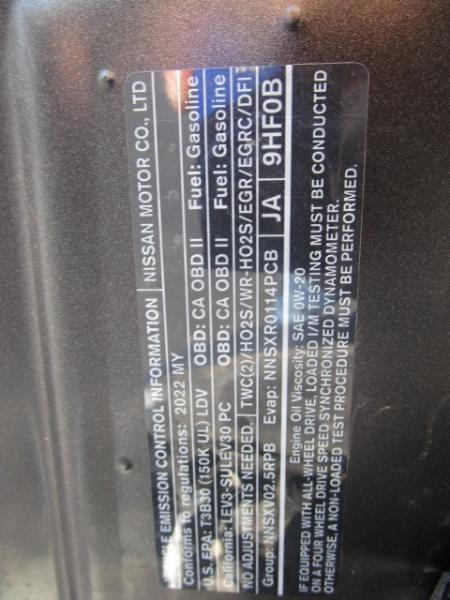 VEHICLE EMISSION CONTROL INFORMATION NISSAN MOTOR CO., LTD
Conforms to regulations: 2022 MY
U.S. EPA: T3B30 (150K UL) LDV OBD: CA OBD II Fuel: Gasoline
California: LEV3-SULEV30 PC OBD: CA OBD II Fuel: Gasoline
NO ADJUSTMENTS NEEDED. TWC(2)/HO2S/WR-HO2S/EGR/EGRC/DFI
Group: NNSXV02.5RPB Evap: NNSXR0114PCB JA 9HF0B
Engine Oil Viscosity: SAE 0W-20
IF EQUIPPED WITH ALL-WHEEL DRIVE, LOADED I/M TESTING MUST BE CONDUCTED
ON A FOUR WHEEL DRIVE SPEED SYNCHRONIZED DYNAMOMETER.
OTHERWISE, A NON-LOADED TEST PROCEDURE MUST BE PERFORMED.